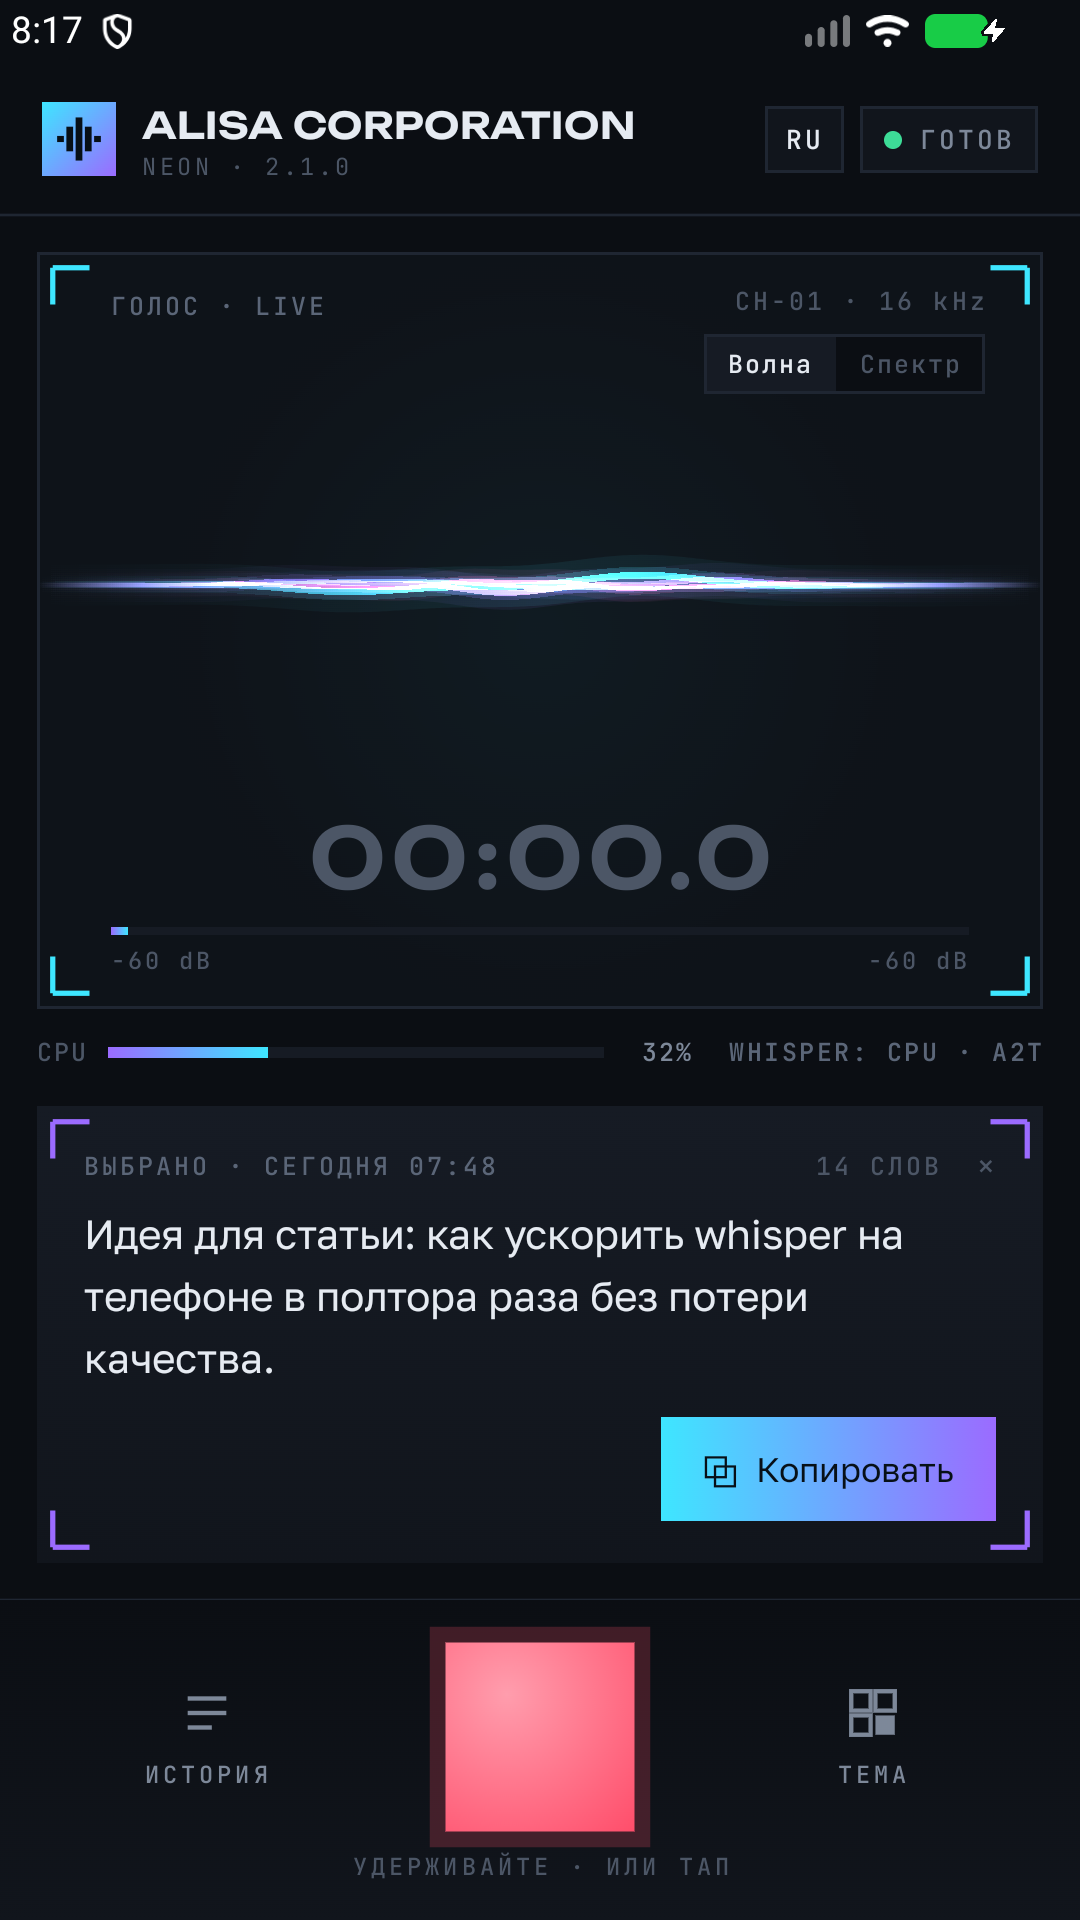 8:17
ALISA CORPORATION
NEON · 2.1.0
RU
ГОТОВ
ГОЛОС · LIVE
CH-01 · 16 kHz
Волна
Спектр
00:00.0
-60 dB
-60 dB
CPU
32%
WHISPER: CPU · A2T
ВЫБРАНО · СЕГОДНЯ 07:48
14 СЛОВ ×
Идея для статьи: как ускорить whisper на
телефоне в полтора раза без потери
качества.
Копировать
ИСТОРИЯ
ТЕМА
УДЕРЖИВАЙТЕ · ИЛИ ТАП